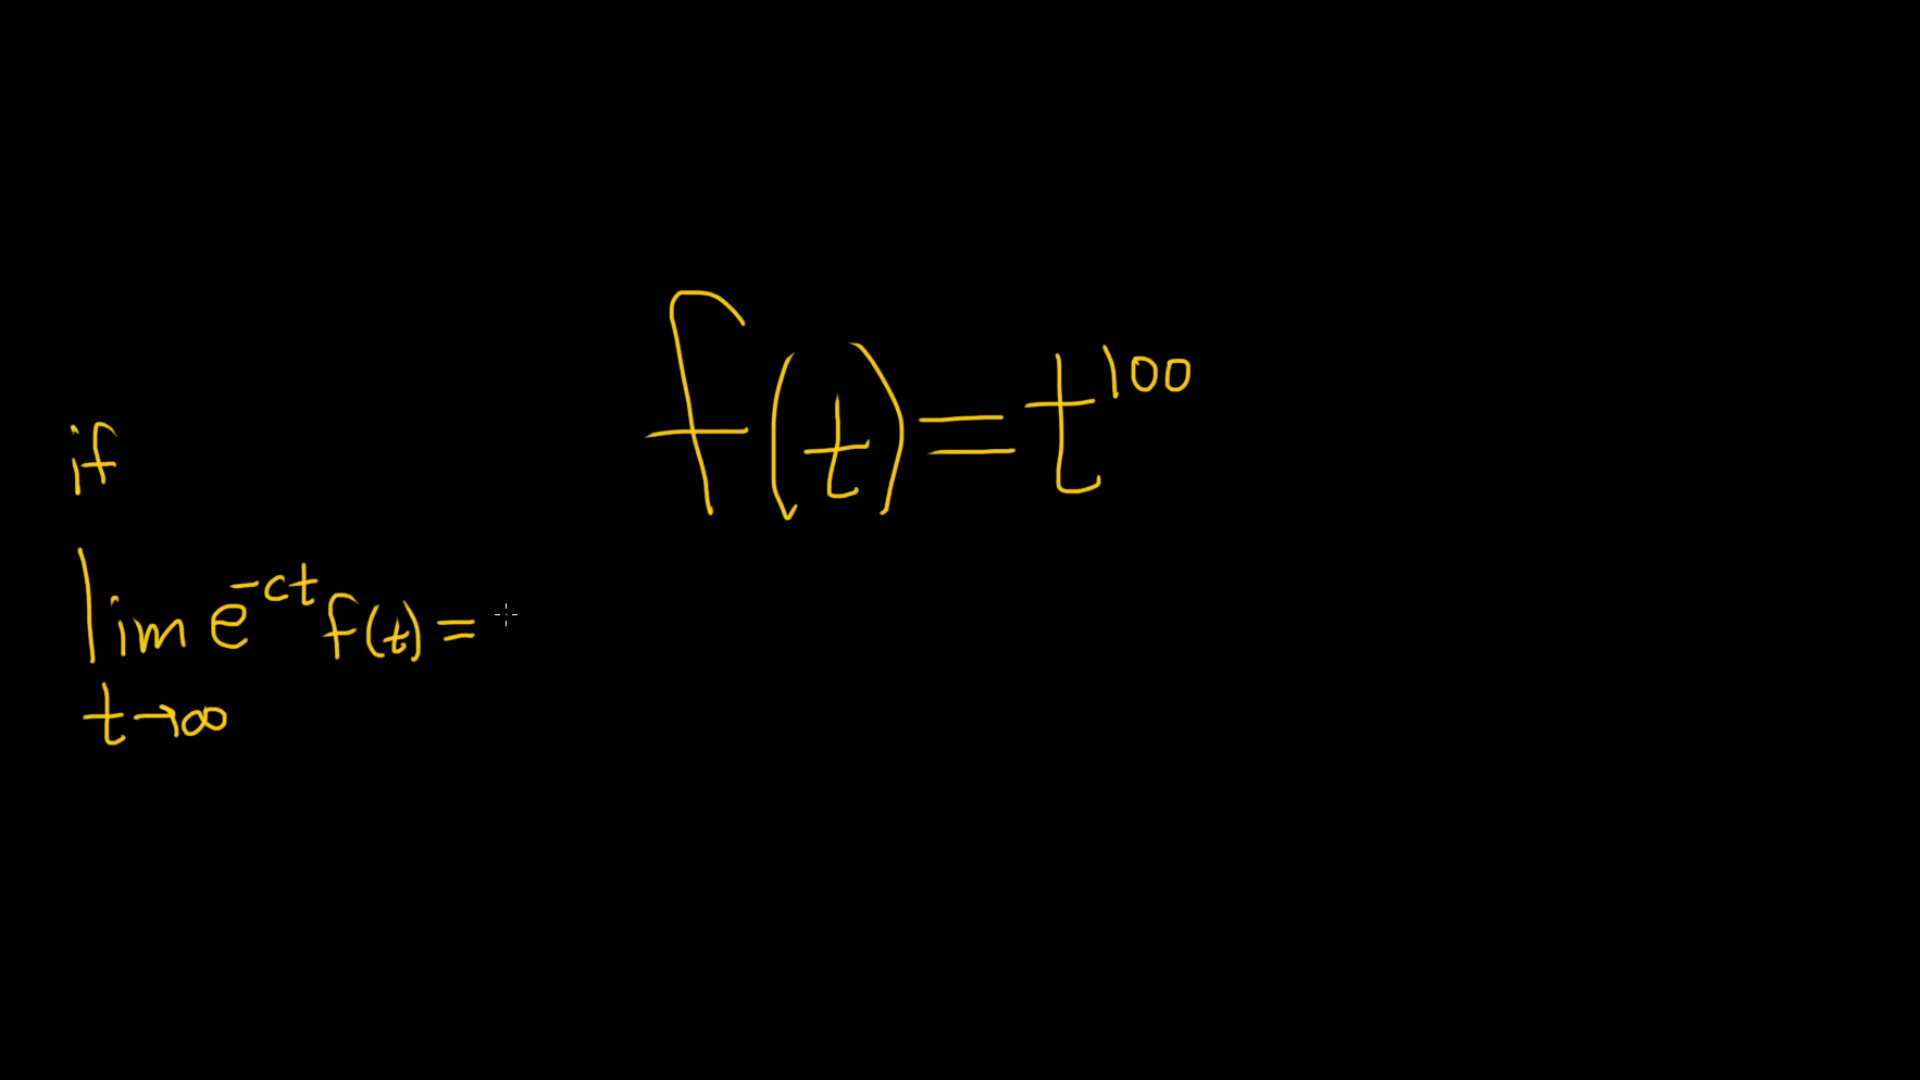 f(t) = t^100
if
lim e^-ct f(t) =
t→∞